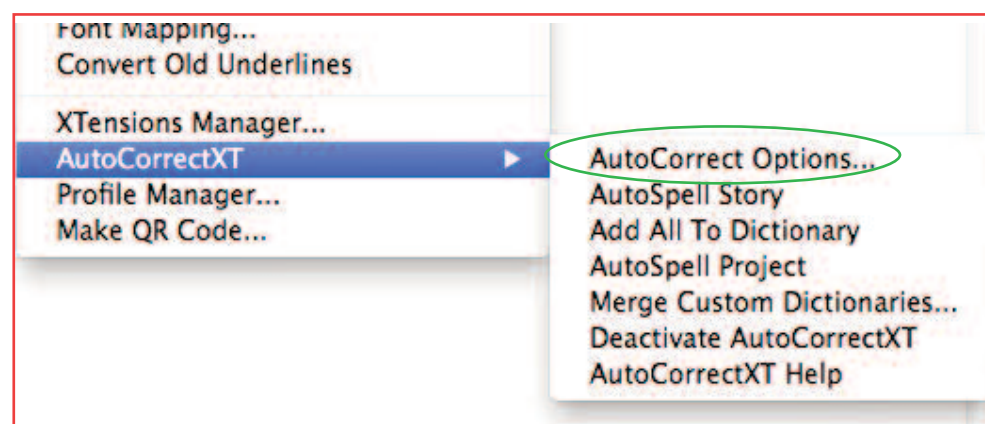 Font Mapping...
Convert Old Underlines
XTensions Manager...
AutoCorrectXT
Profile Manager...
Make QR Code...
AutoCorrect Options...
AutoSpell Story
Add All To Dictionary
AutoSpell Project
Merge Custom Dictionaries...
Deactivate AutoCorrectXT
AutoCorrectXT Help